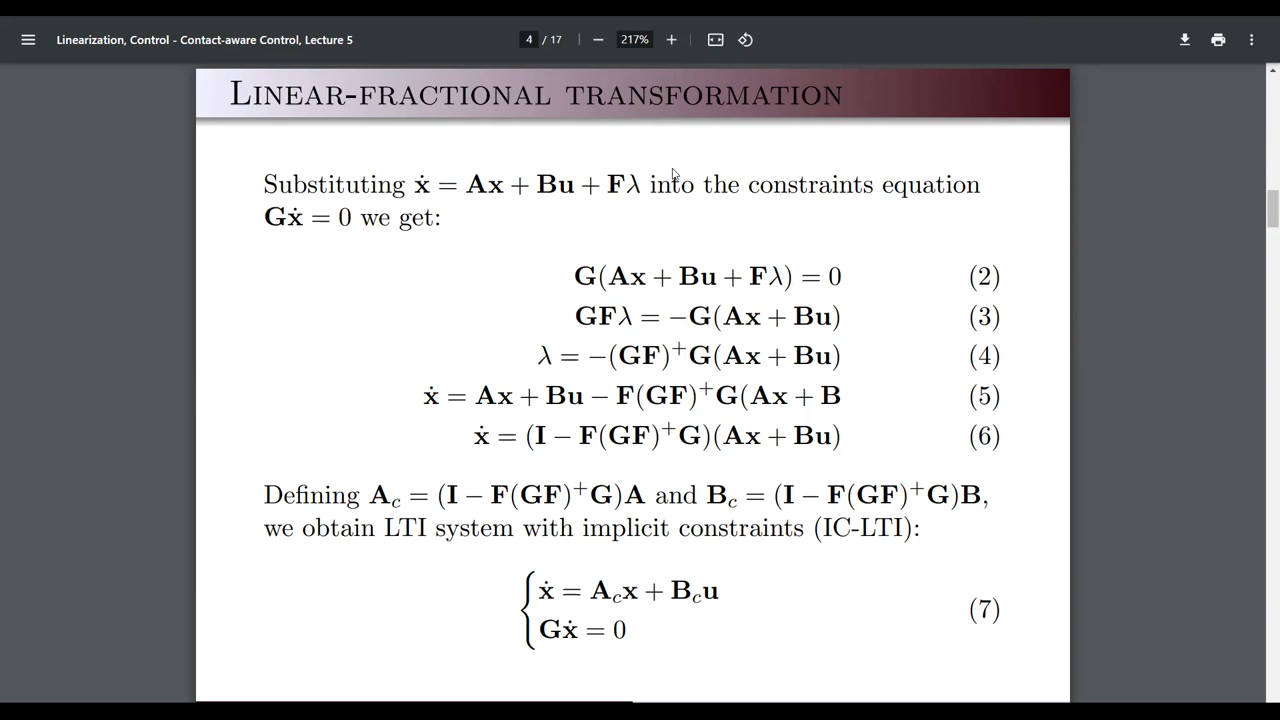 Linearization, Control - Contact-aware Control, Lecture 5
4 / 17
217%
Linear-fractional transformation
Substituting ẋ = Ax + Bu + Fλ into the constraints equation
Gẋ = 0 we get:
G(Ax + Bu + Fλ) = 0 (2)
GFλ = −G(Ax + Bu) (3)
λ = −(GF)⁺G(Ax + Bu) (4)
ẋ = Ax + Bu − F(GF)⁺G(Ax + B (5)
ẋ = (I − F(GF)⁺G)(Ax + Bu) (6)
Defining A_c = (I − F(GF)⁺G)A and B_c = (I − F(GF)⁺G)B,
we obtain LTI system with implicit constraints (IC-LTI):
ẋ = A_cx + B_cu
Gẋ = 0
(7)